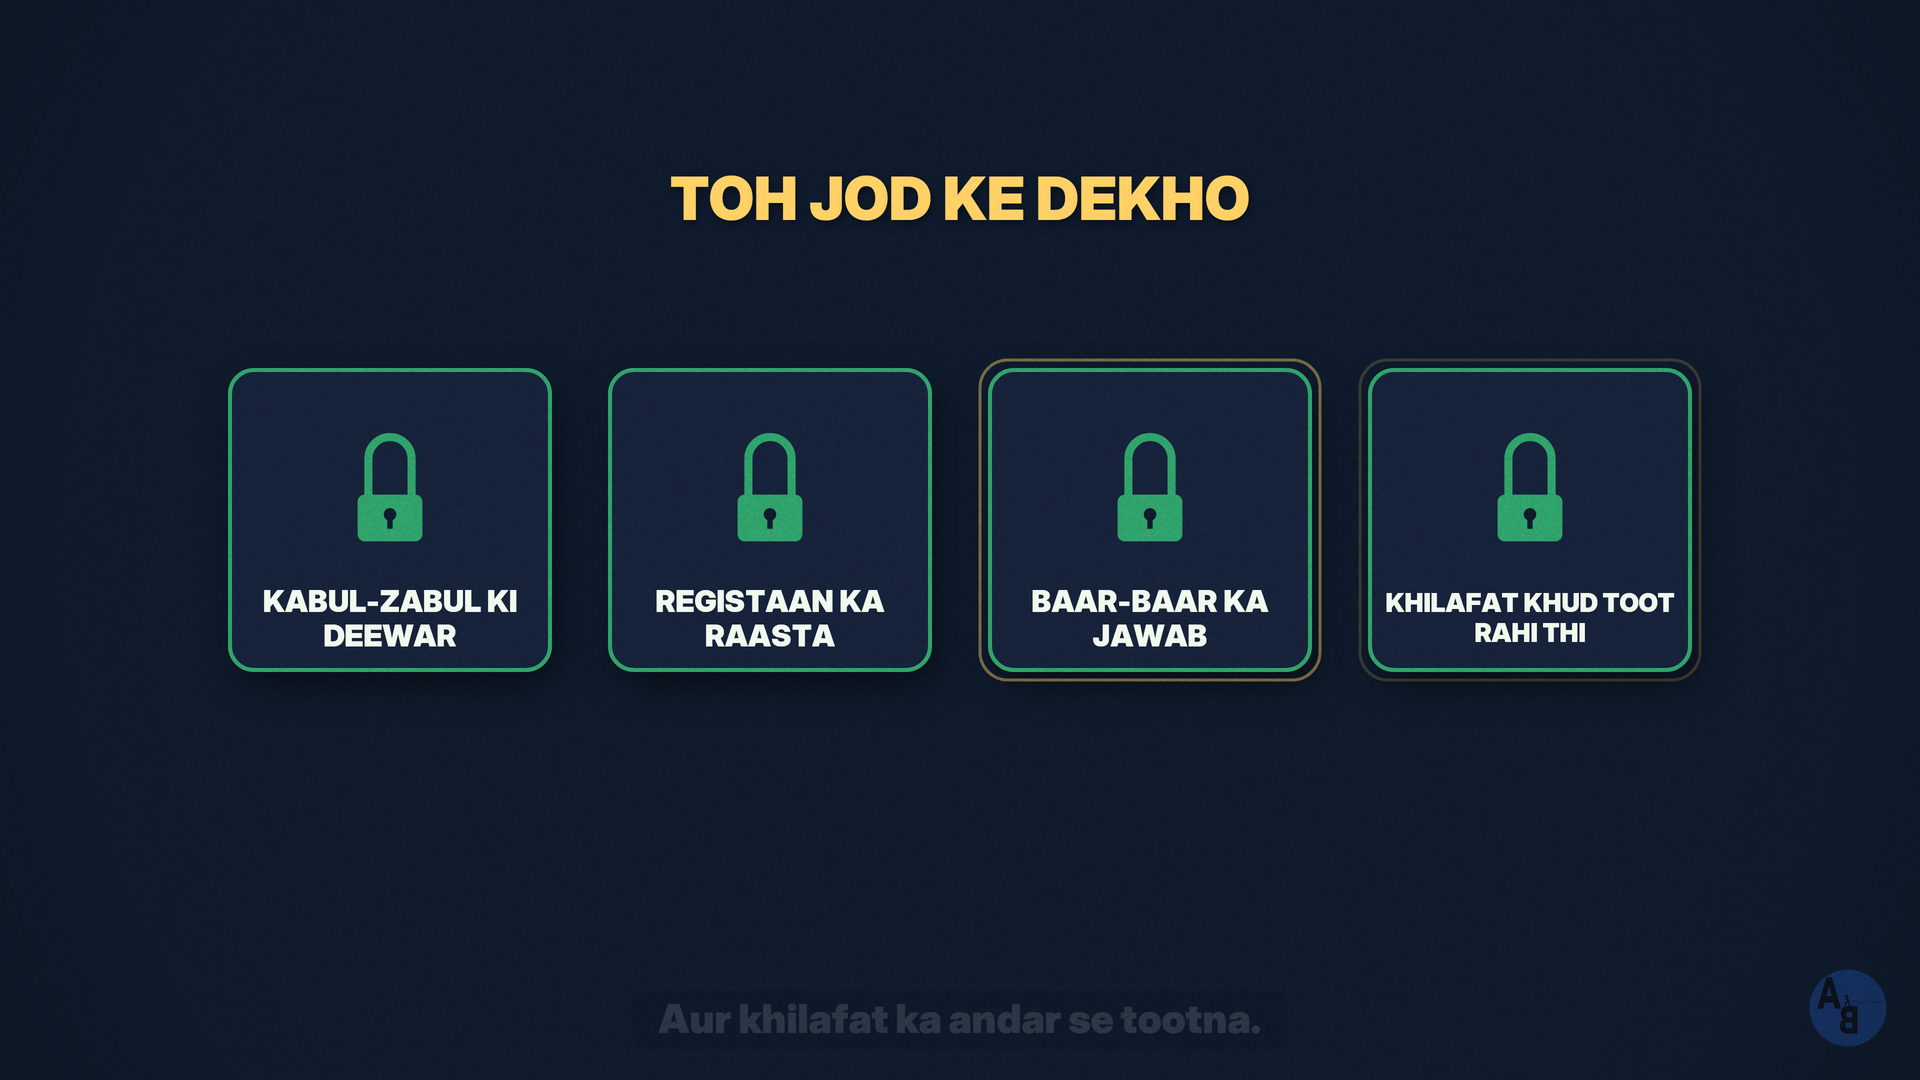 TOH JOD KE DEKHO
KABUL-ZABUL KI
DEEWAR
REGISTAAN KA
RAASTA
BAAR-BAAR KA
JAWAB
KHILAFAT KHUD TOOT
RAHI THI
Aur khilafat ka andar se tootna.
A
B